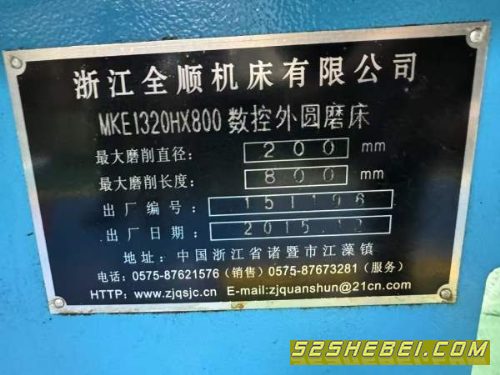 浙江全顺机床有限公司
MKE1320HX800 数控外圆磨床
最大磨削直径: 200 mm
最大磨削长度: 800 mm
出厂编号: 151106
出厂日期: 2015.12
地址: 中国浙江省诸暨市江藻镇
电话: 0575-87621576 (销售) 0575-87673281 (服务)
HTTP: www.zjqsjc.cn E-mail:zjquanshun@21cn.com
52SHEBEI.COM